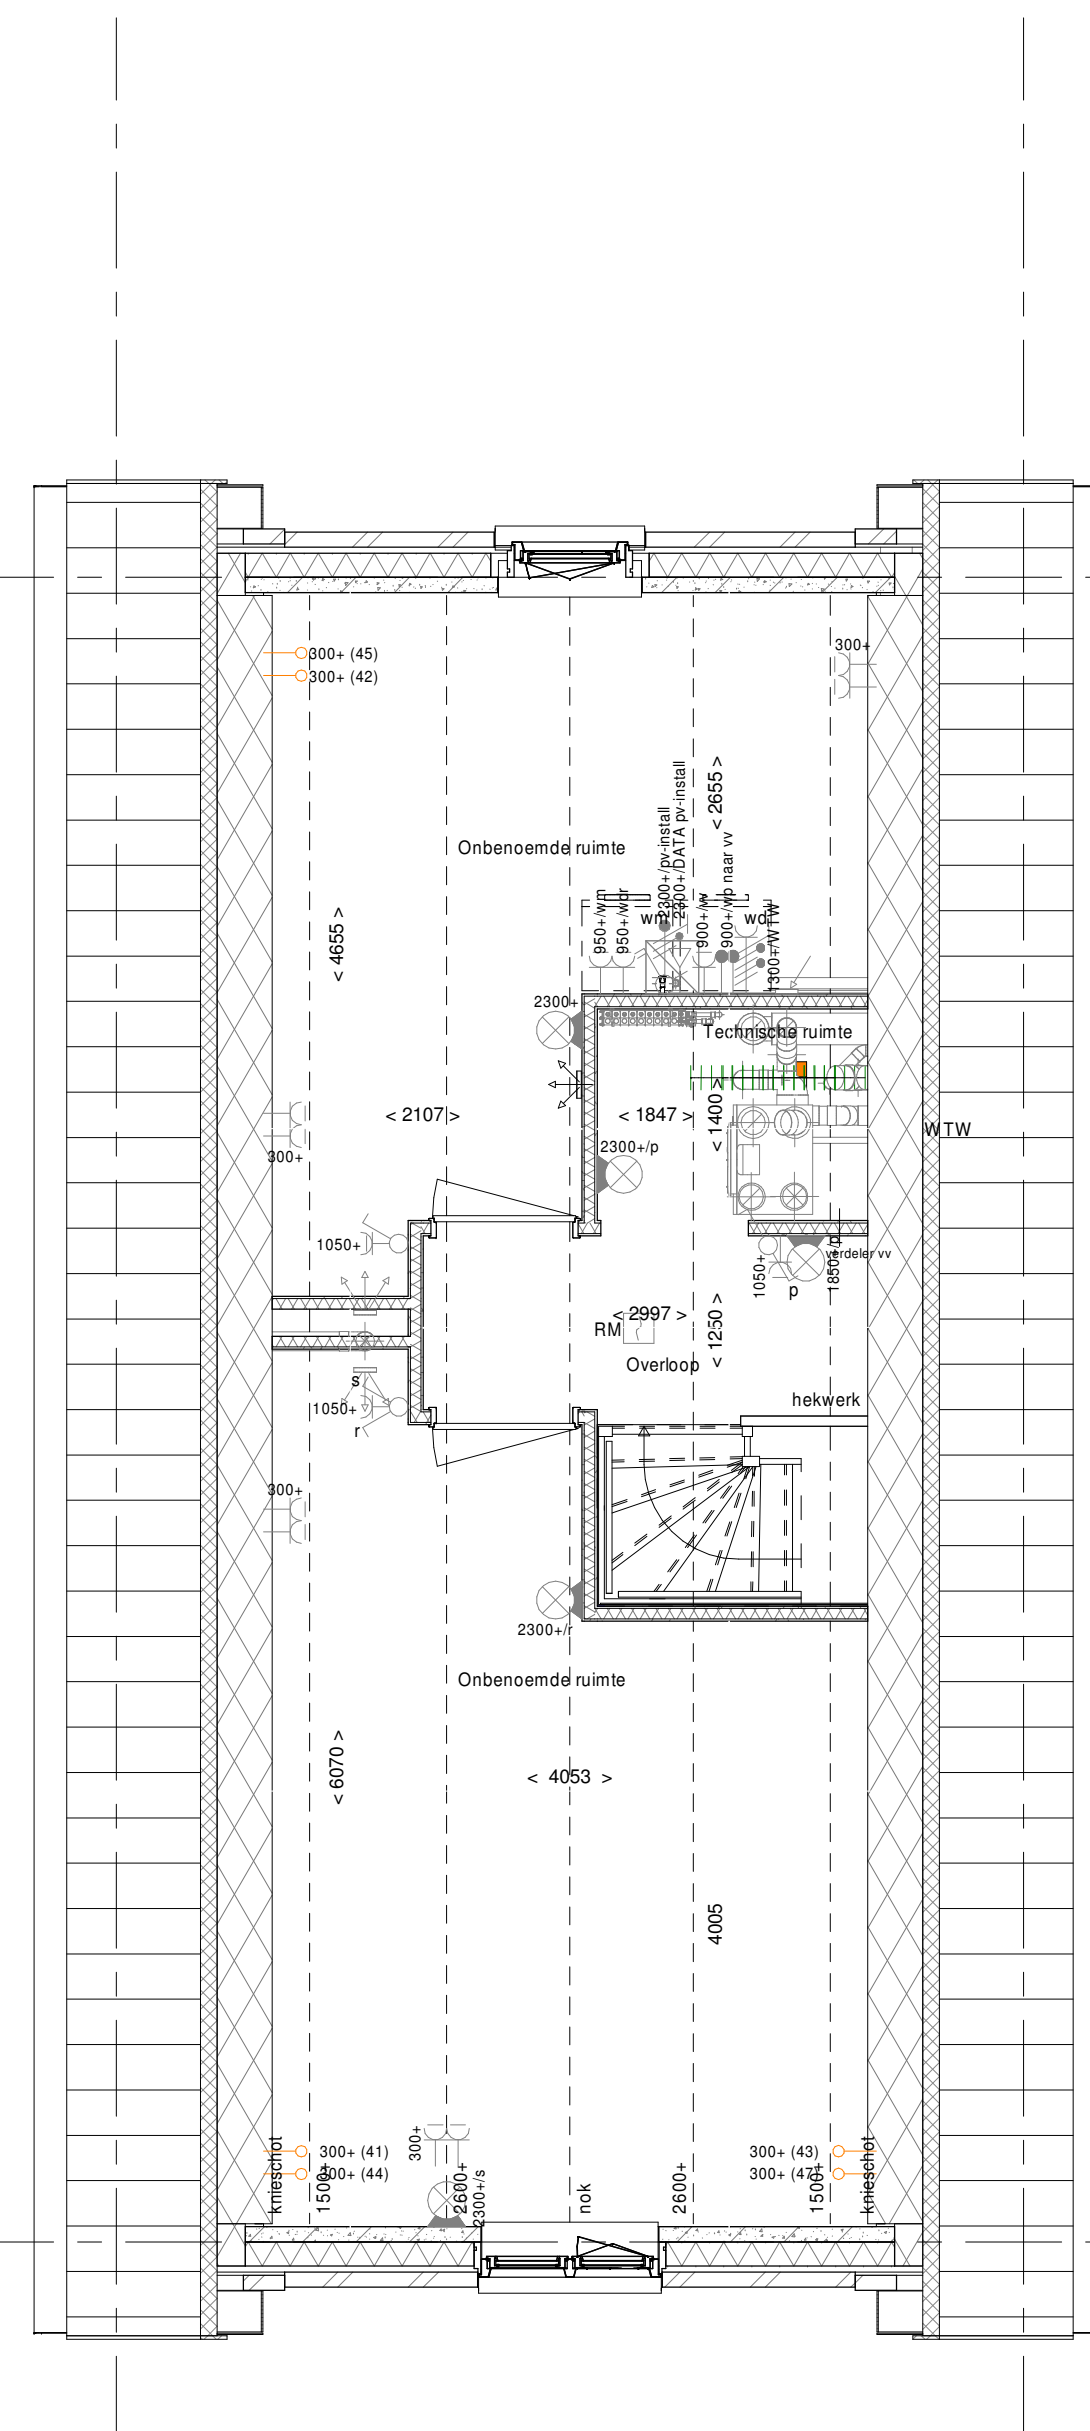 300+ (45)
300+ (42)
300+
< 2655 >
2300+/pv-install
2300+/DATA pv-install
Onbenoemde ruimte
950+/wm
950+/wdr
900+/vv
900+/wp naar vv
wm
wd
1300+/WTW
< 4655 >
2300+
Technische ruimte
< 2107 >
< 1847 >
< 1400 >
WTW
300+
2300+/p
1050+
1050+
p
1850+/p
verdeler vv
< 2997 >
RM
< 1250 >
Overloop
s
1050+
r
hekwerk
300+
2300+/r
Onbenoemde ruimte
< 6070 >
< 4053 >
4005
300+
300+ (41)
300+ (44)
300+ (43)
300+ (47)
knieschot
1500+
2600+
2300+/s
nok
2600+
1500+
knieschot